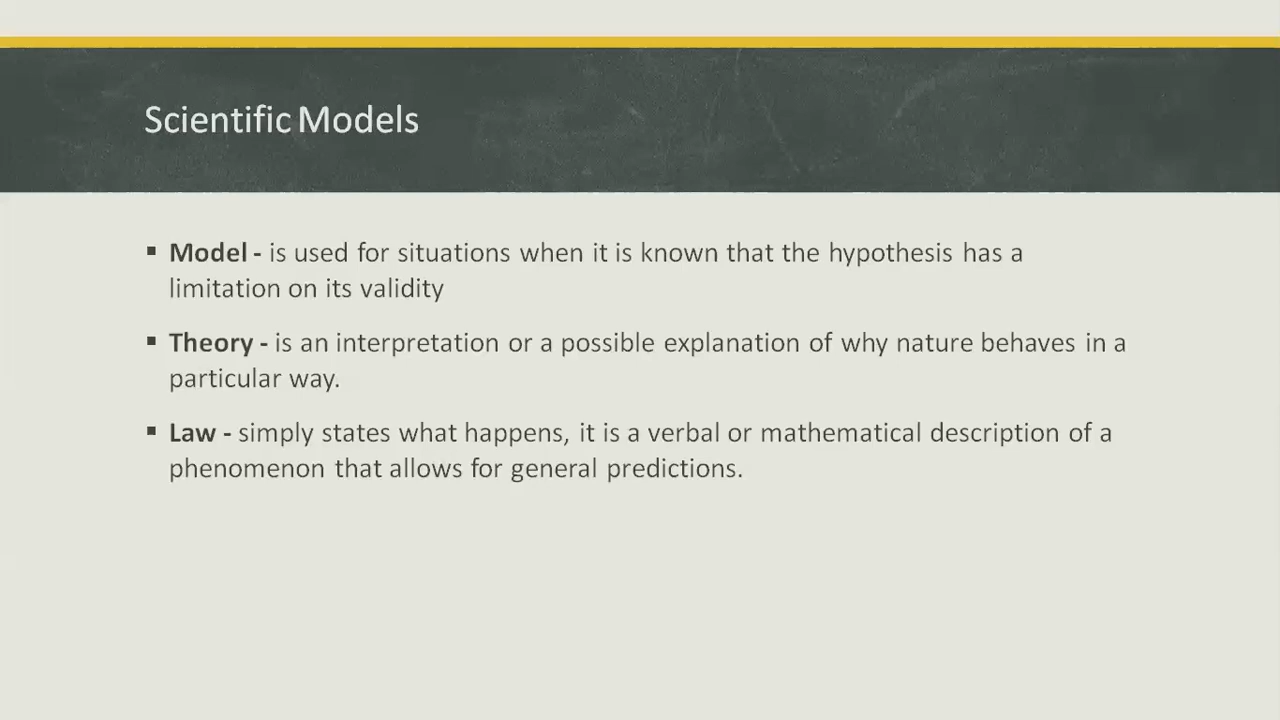 Scientific Models
▪ Model - is used for situations when it is known that the hypothesis has a
limitation on its validity
▪ Theory - is an interpretation or a possible explanation of why nature behaves in a
particular way.
▪ Law - simply states what happens, it is a verbal or mathematical description of a
phenomenon that allows for general predictions.